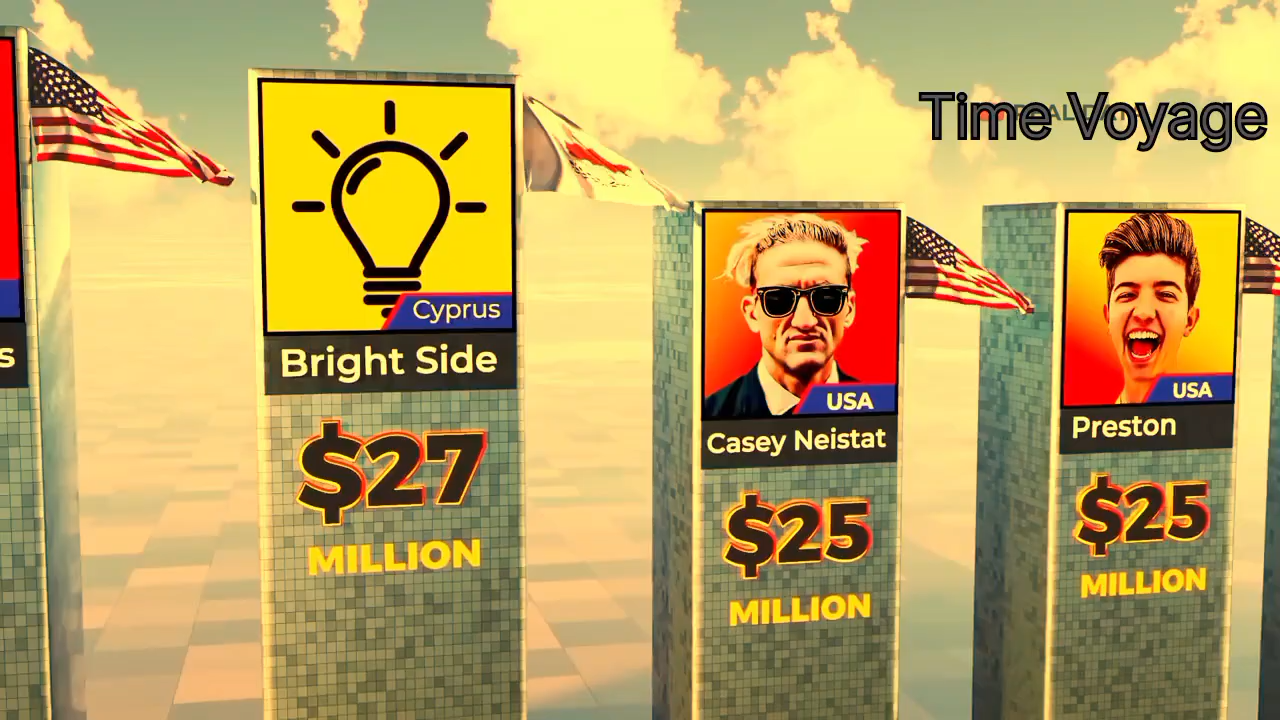 Time Voyage
s
Cyprus
Bright Side
$27
MILLION
USA
Casey Neistat
$25
MILLION
USA
Preston
$25
MILLION